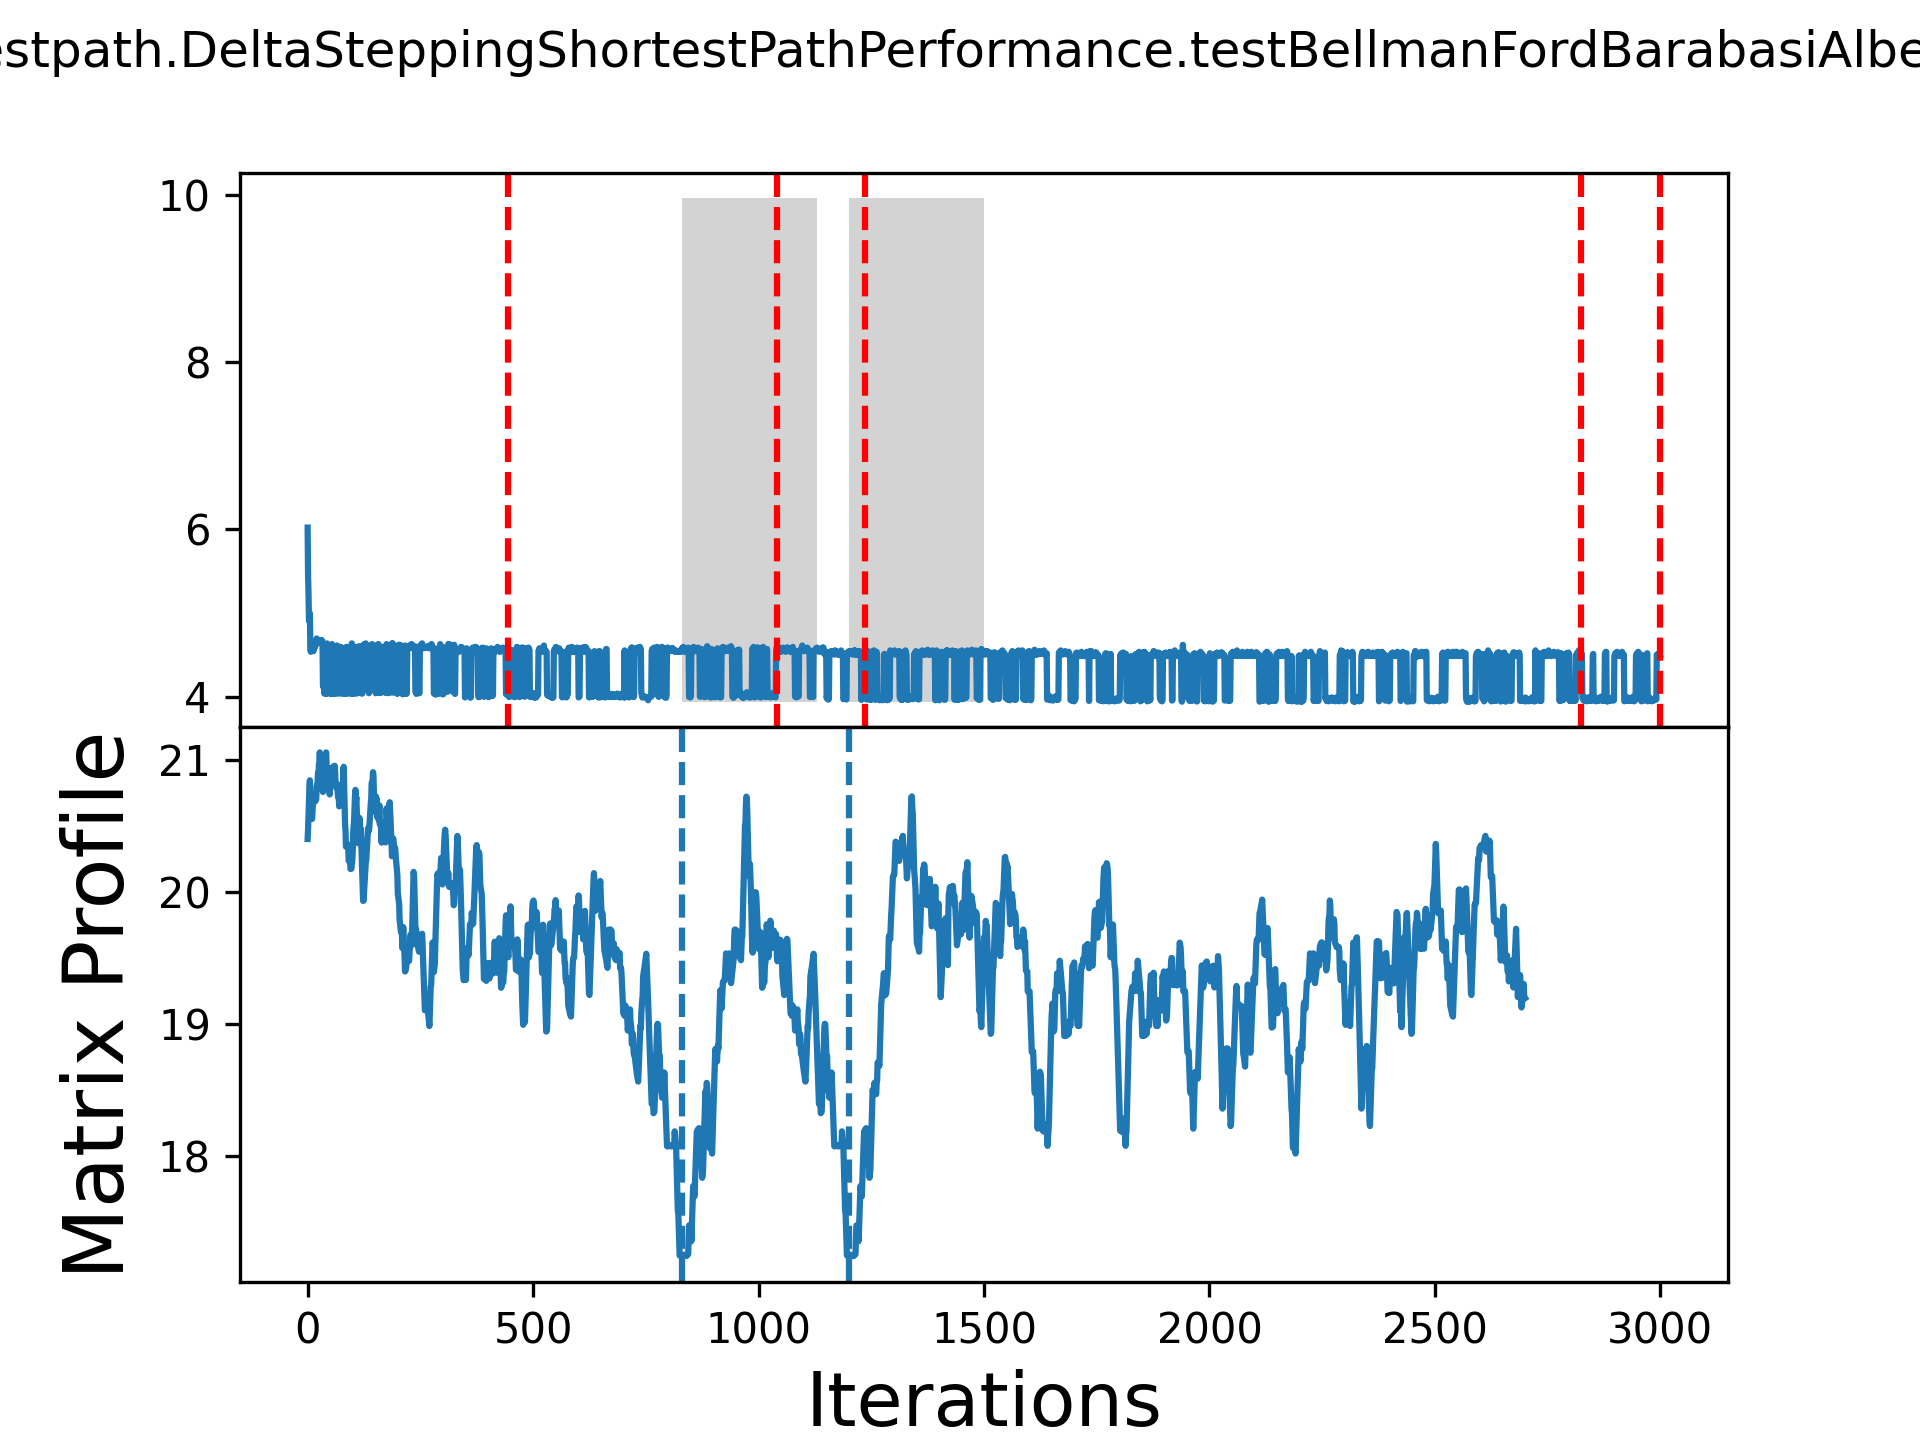 estpath.DeltaSteppingShortestPathPerformance.testBellmanFordBarabasiAlbe
10
8
6
4
Matrix Profile
21
20
19
18
0 500 1000 1500 2000 2500 3000
Iterations